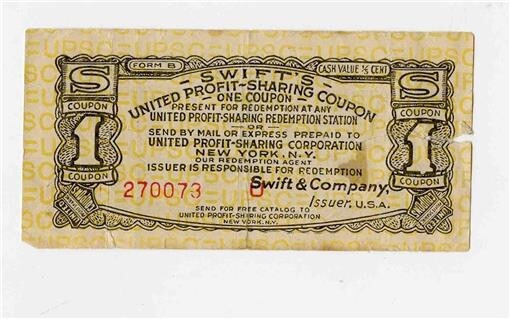 FORM B
CASH VALUE ½ CENT
S
COUPON
1
COUPON
S
COUPON
1
COUPON
SWIFT'S
UNITED PROFIT-SHARING COUPON
ONE COUPON
PRESENT FOR REDEMPTION AT ANY
UNITED PROFIT-SHARING REDEMPTION STATION
OR
SEND BY MAIL OR EXPRESS PREPAID TO
UNITED PROFIT-SHARING CORPORATION
NEW YORK, N.Y.
OUR REDEMPTION AGENT
ISSUER IS RESPONSIBLE FOR REDEMPTION
270073
Swift & Company,
Issuer, U.S.A.
SEND FOR FREE CATALOG TO
UNITED PROFIT-SHARING CORPORATION
NEW YORK, N.Y.